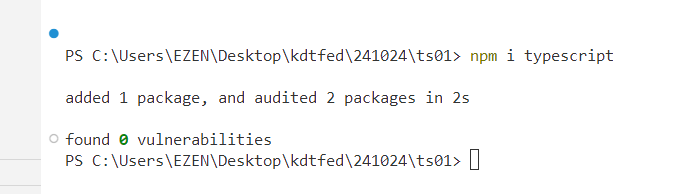 PS C:\Users\EZEN\Desktop\kdtfed\241024\ts01> npm i typescript
added 1 package, and audited 2 packages in 2s
found 0 vulnerabilities
PS C:\Users\EZEN\Desktop\kdtfed\241024\ts01>